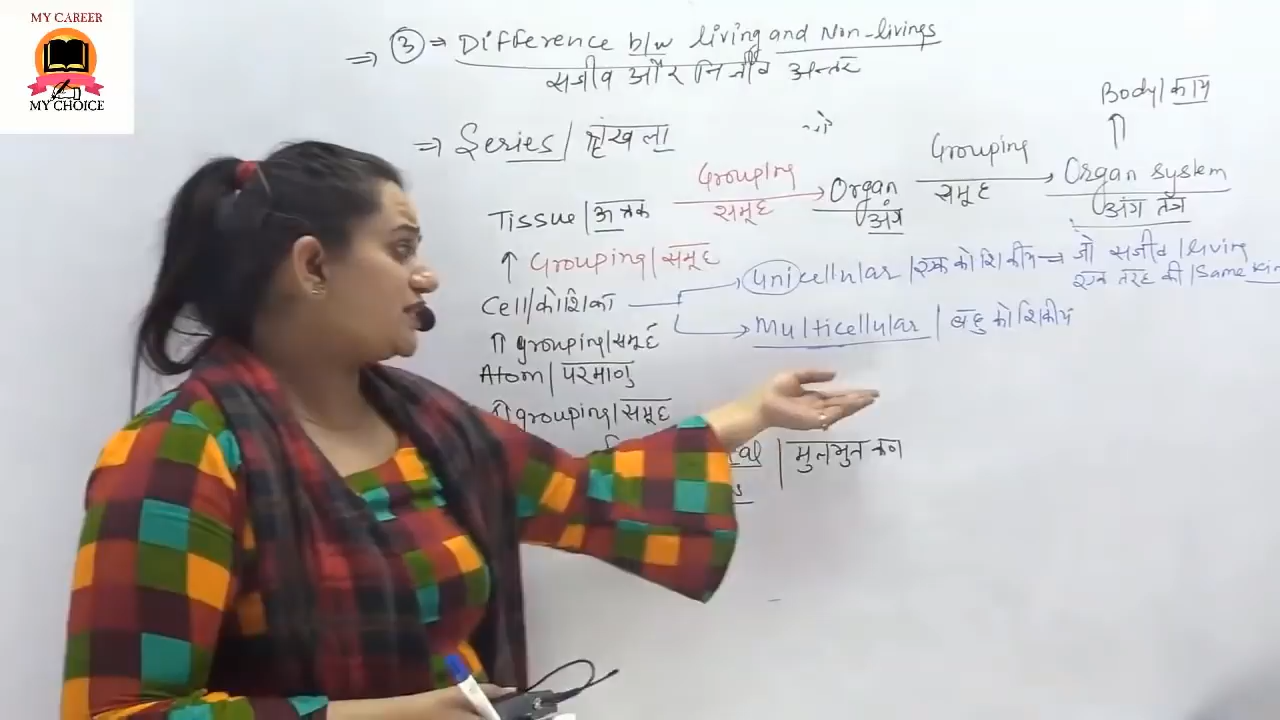 MY CAREER
MY CHOICE
⇒ ③ ⇒ Difference b/w living and Non-livings
सजीव और निर्जीव अन्तर
Body/काय
⇒ Series/श्रृंखला
Tissue/ऊतक
Grouping
समूह
Organ
अंग
Grouping
समूह
Organ system
अंग तंत्र
↑ Grouping/समूह
Cell/कोशिका
Unicellular/एक कोशिकीय ⇒ जो सजीव/living
एक तरह की/Same kin
Multicellular/बहु कोशिकीय
⇑ grouping/समूह
Atom/परमाणु
⇑ grouping/समूह
मुलभुत कण